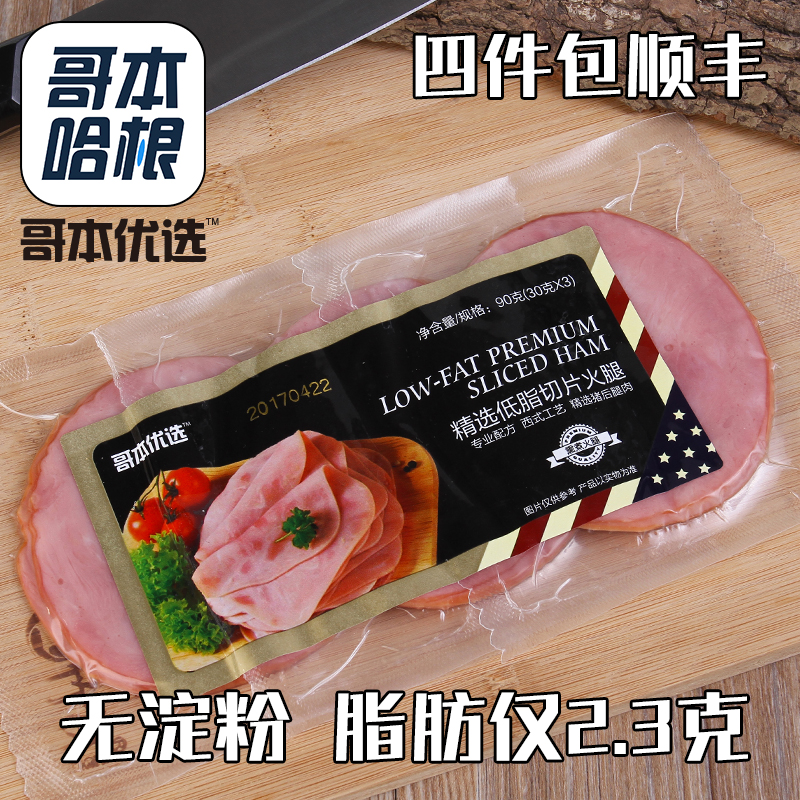 哥本
哈根
哥本优选™
四件包顺丰
净含量/规格：90克(30克X3)
LOW-FAT PREMIUM
SLICED HAM
精选低脂切片火腿
专业配方 西式工艺 精选猪后腿肉
图片仅供参考 产品以实物为准
20170422
哥本优选™
无淀粉 脂肪仅2.3克